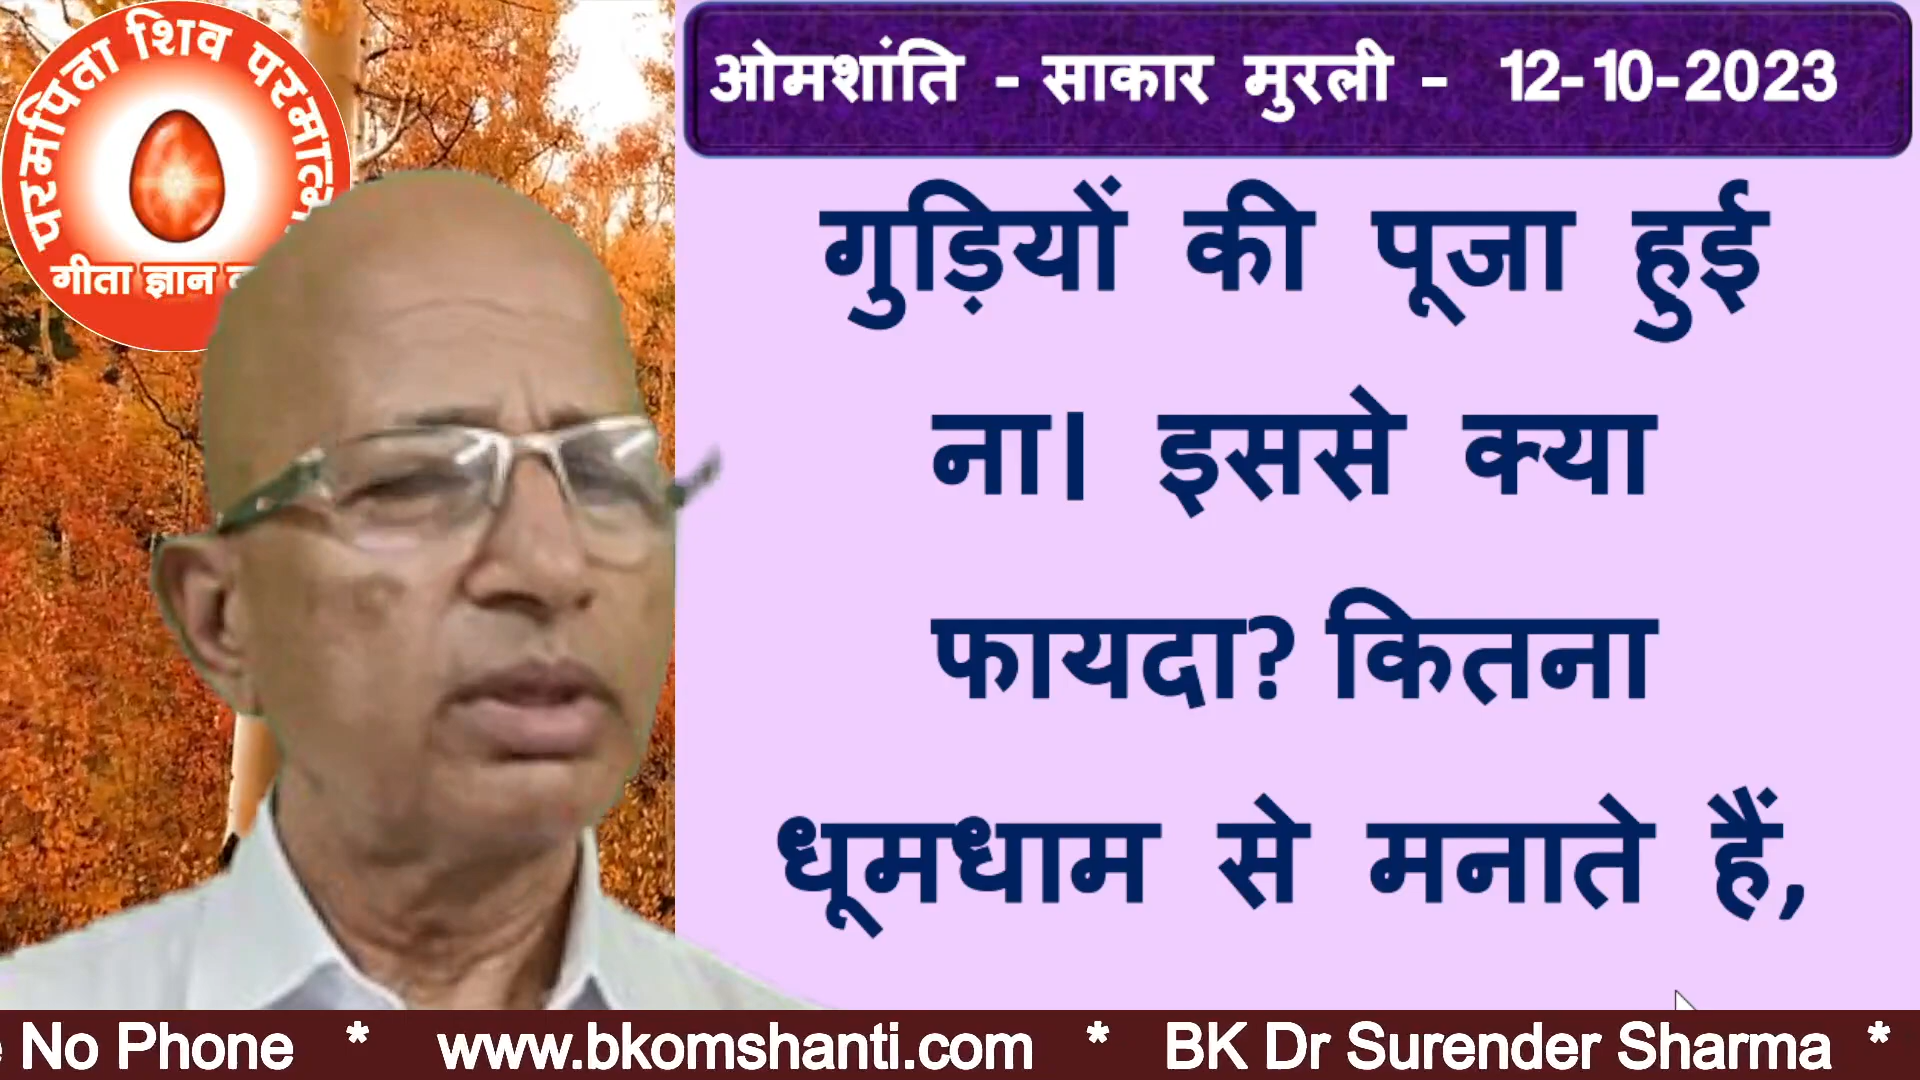 परमपिता शिव
गीता ज्ञान
ओमशांति - साकार मुरली - 12-10-2023
गुड़ियों की पूजा हुई
ना। इससे क्या
फायदा? कितना
धूमधाम से मनाते हैं,
No Phone * www.bkomshanti.com * BK Dr Surender Sharma *